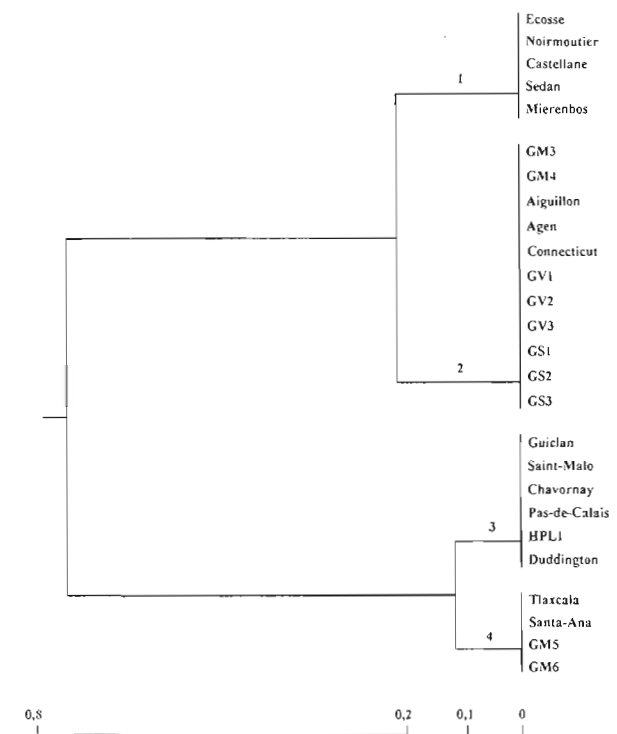 Ecosse
Noirmoutier
Castellane
1
Sedan
Mierenbos
GM3
GM4
Aiguillon
Agen
Connecticut
GV1
GV2
GV3
GS1
2
GS2
GS3
Guiclan
Saint-Malo
Chavornay
Pas-de-Calais
3
HPL1
Duddington
Tlaxcala
Santa-Ana
4
GM5
GM6
0,8 0,2 0,1 0